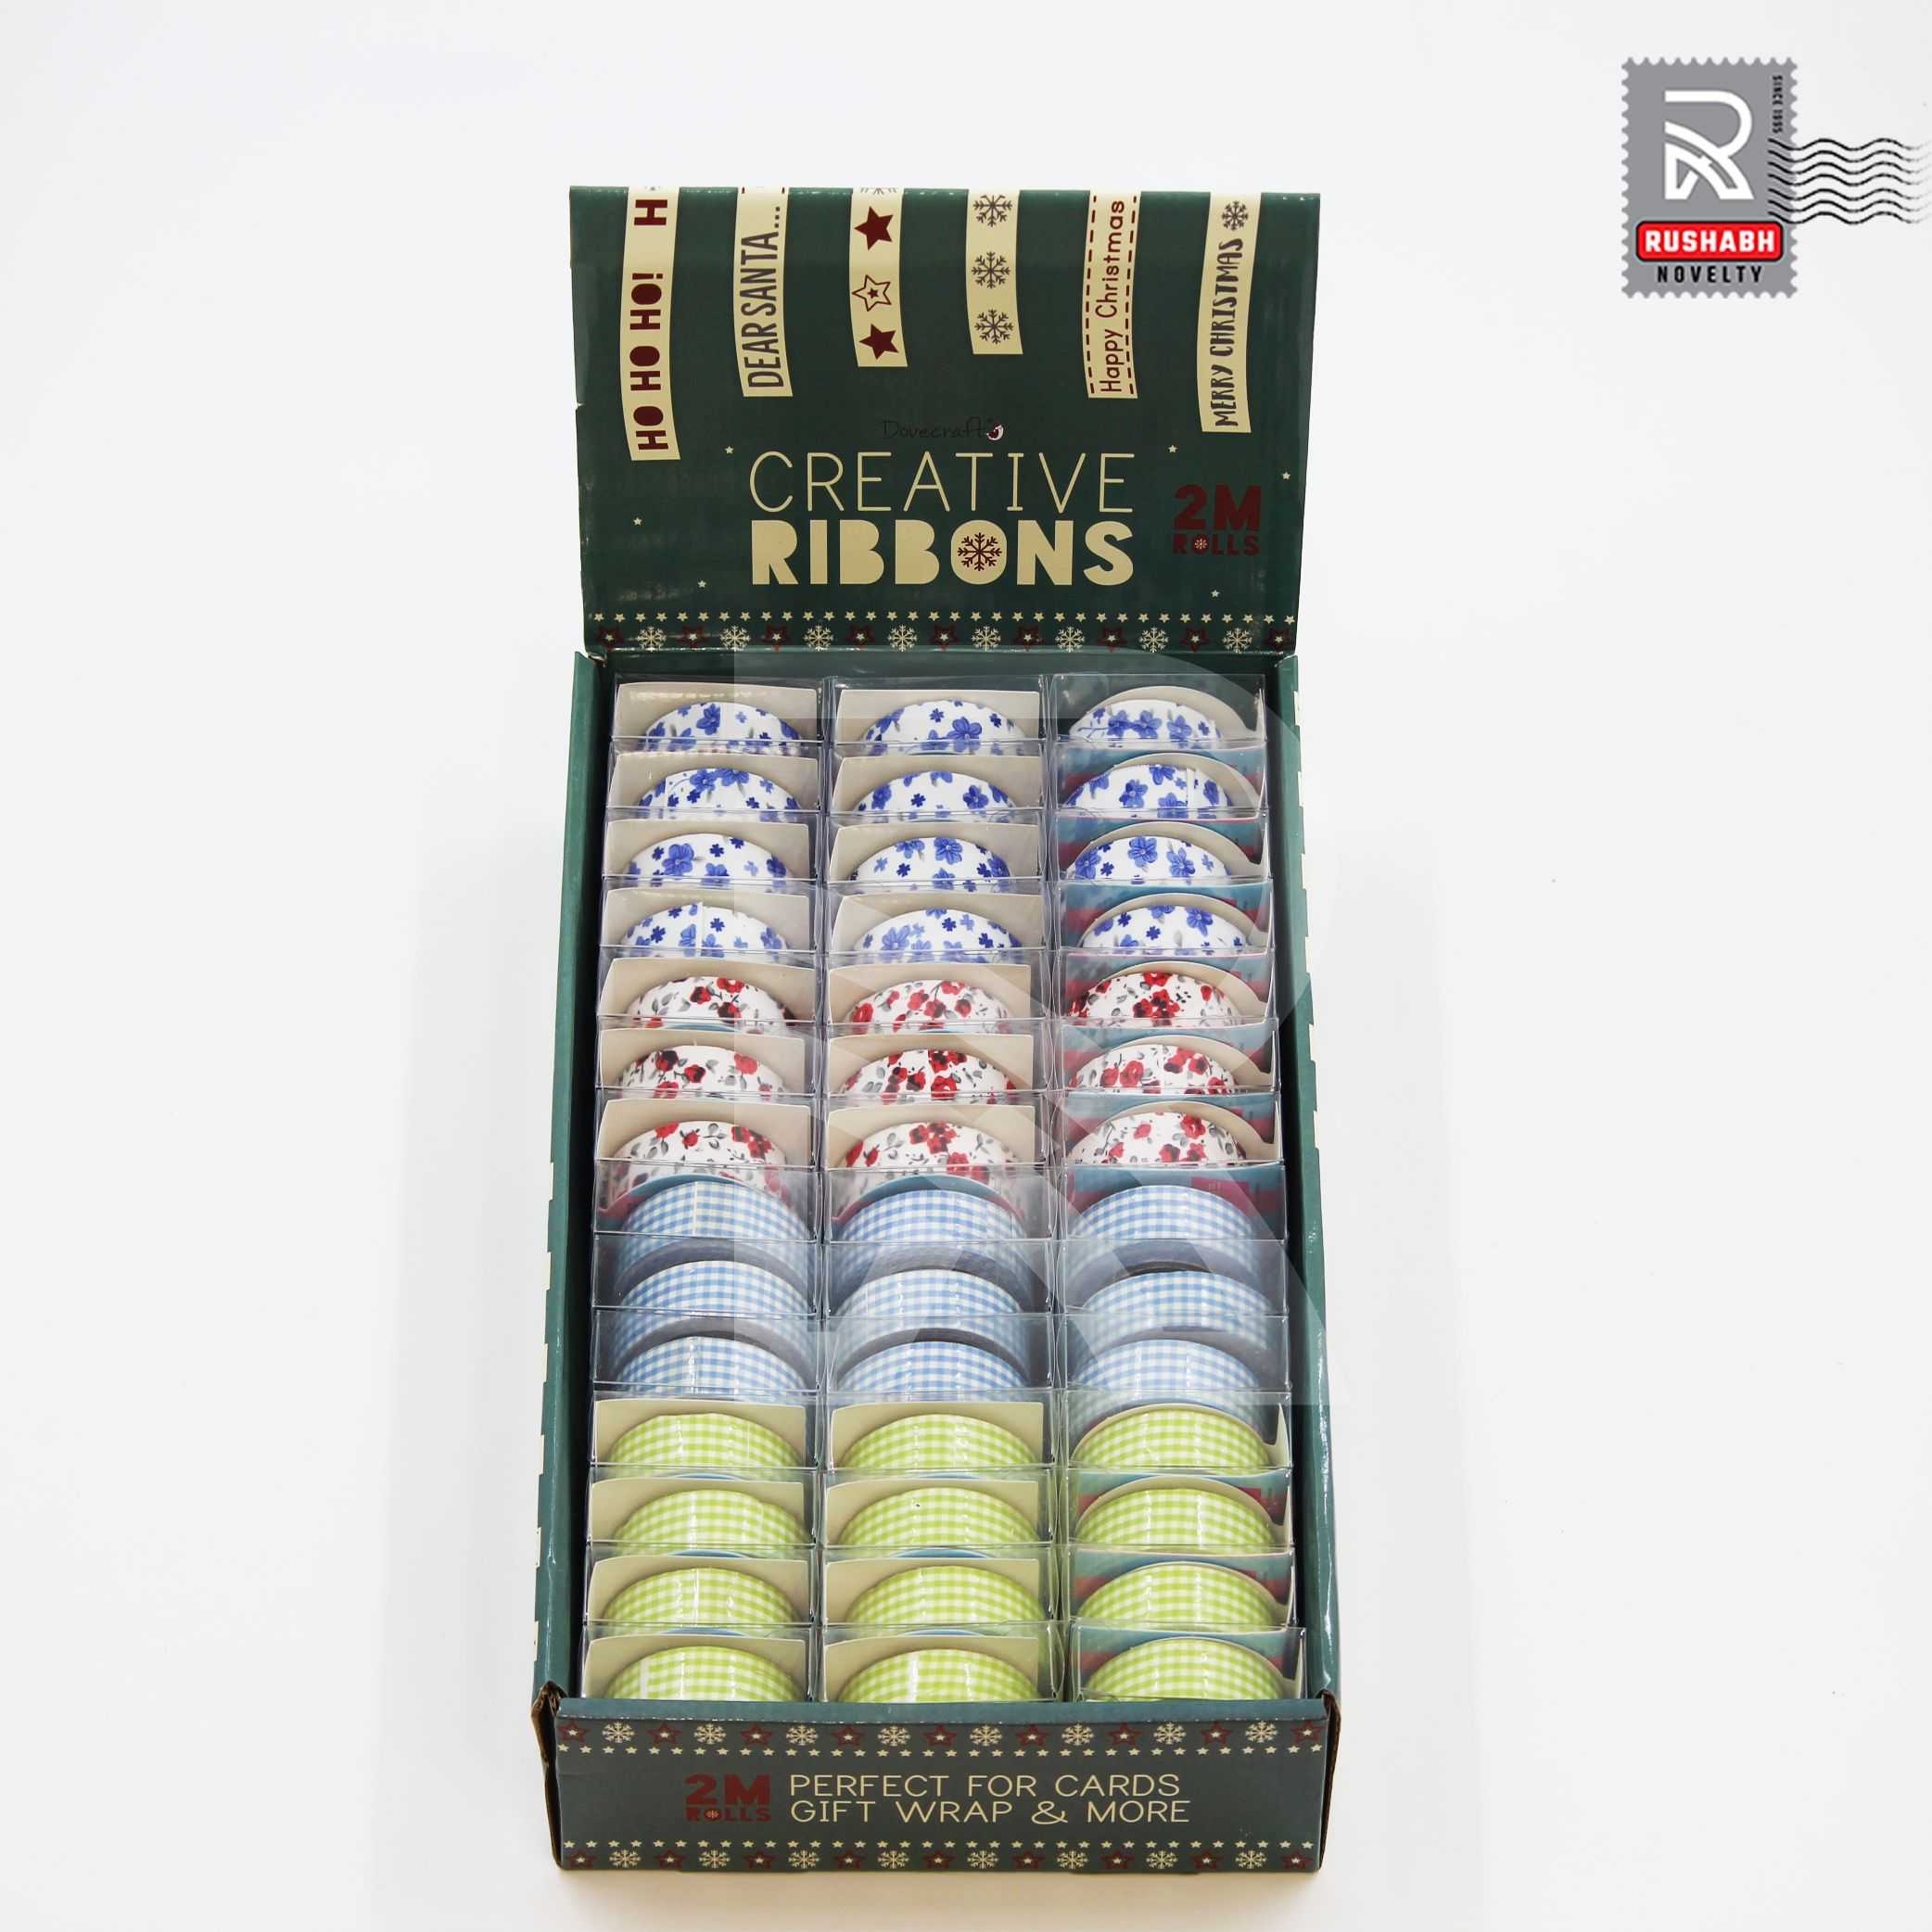 SINCE 1995
R
RUSHABH
NOVELTY
HO HO HO! H
DEAR SANTA...
Happy Christmas
MERRY CHRISTMAS
Dovecraft
CREATIVE
RIBBONS
2M
ROLLS
2M
ROLLS
PERFECT FOR CARDS
GIFT WRAP & MORE